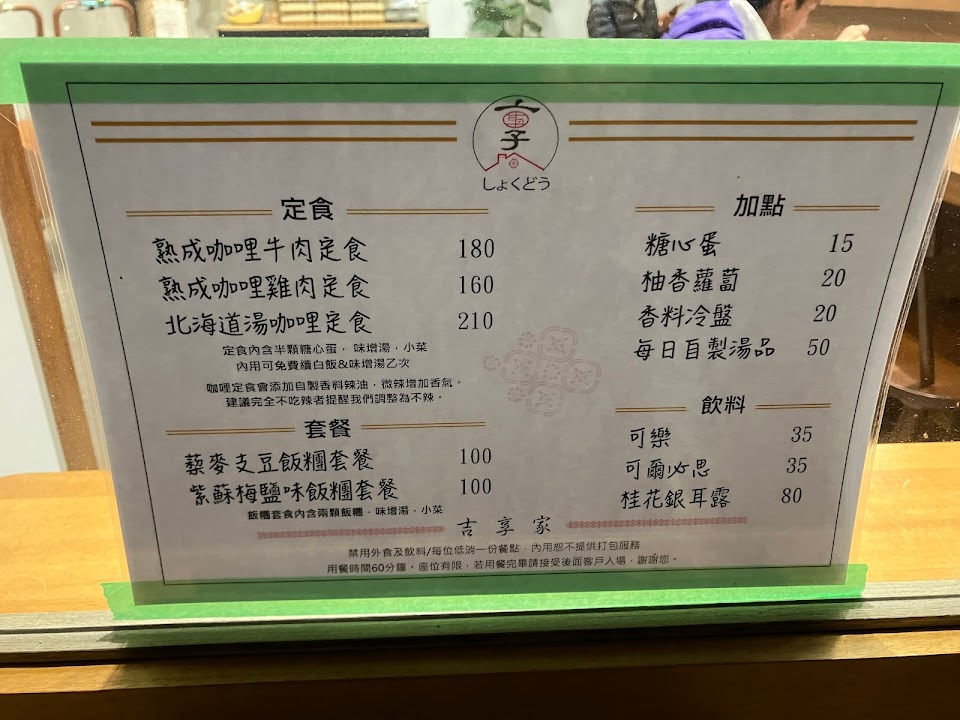 しょくどう
定食
熟成咖哩牛肉定食 180
熟成咖哩雞肉定食 160
北海道湯咖哩定食 210
定食內含半顆糖心蛋，味增湯，小菜
內用可免費續白飯&味增湯乙次
咖哩定食會添加自製香料辣油，微辣增加香氣。
建議完全不吃辣者提醒我們調整為不辣。
套餐
藜麥支豆飯糰套餐 100
紫蘇梅鹽味飯糰套餐 100
飯糰套食內含兩顆飯糰，味增湯，小菜
加點
糖心蛋 15
柚香蘿蔔 20
香料冷盤 20
每日自製湯品 50
飲料
可樂 35
可爾必思 35
桂花銀耳露 80
吉享家
禁用外食及飲料/每位低消一份餐點，內用恕不提供打包服務
用餐時間60分鐘。座位有限，若用餐完畢請接受後面客戶入場，謝謝您。